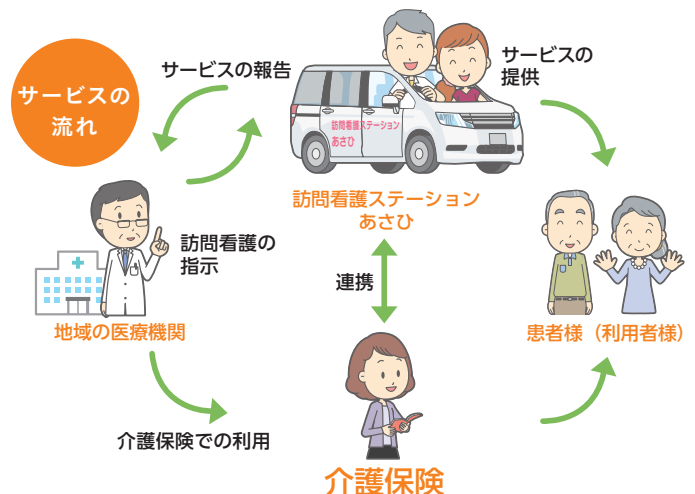 サービスの
流れ
サービスの報告
サービスの
提供
訪問看護ステーション
あさひ
訪問看護ステーション
あさひ
訪問看護の
指示
連携
地域の医療機関
患者様（利用者様）
介護保険での利用
介護保険